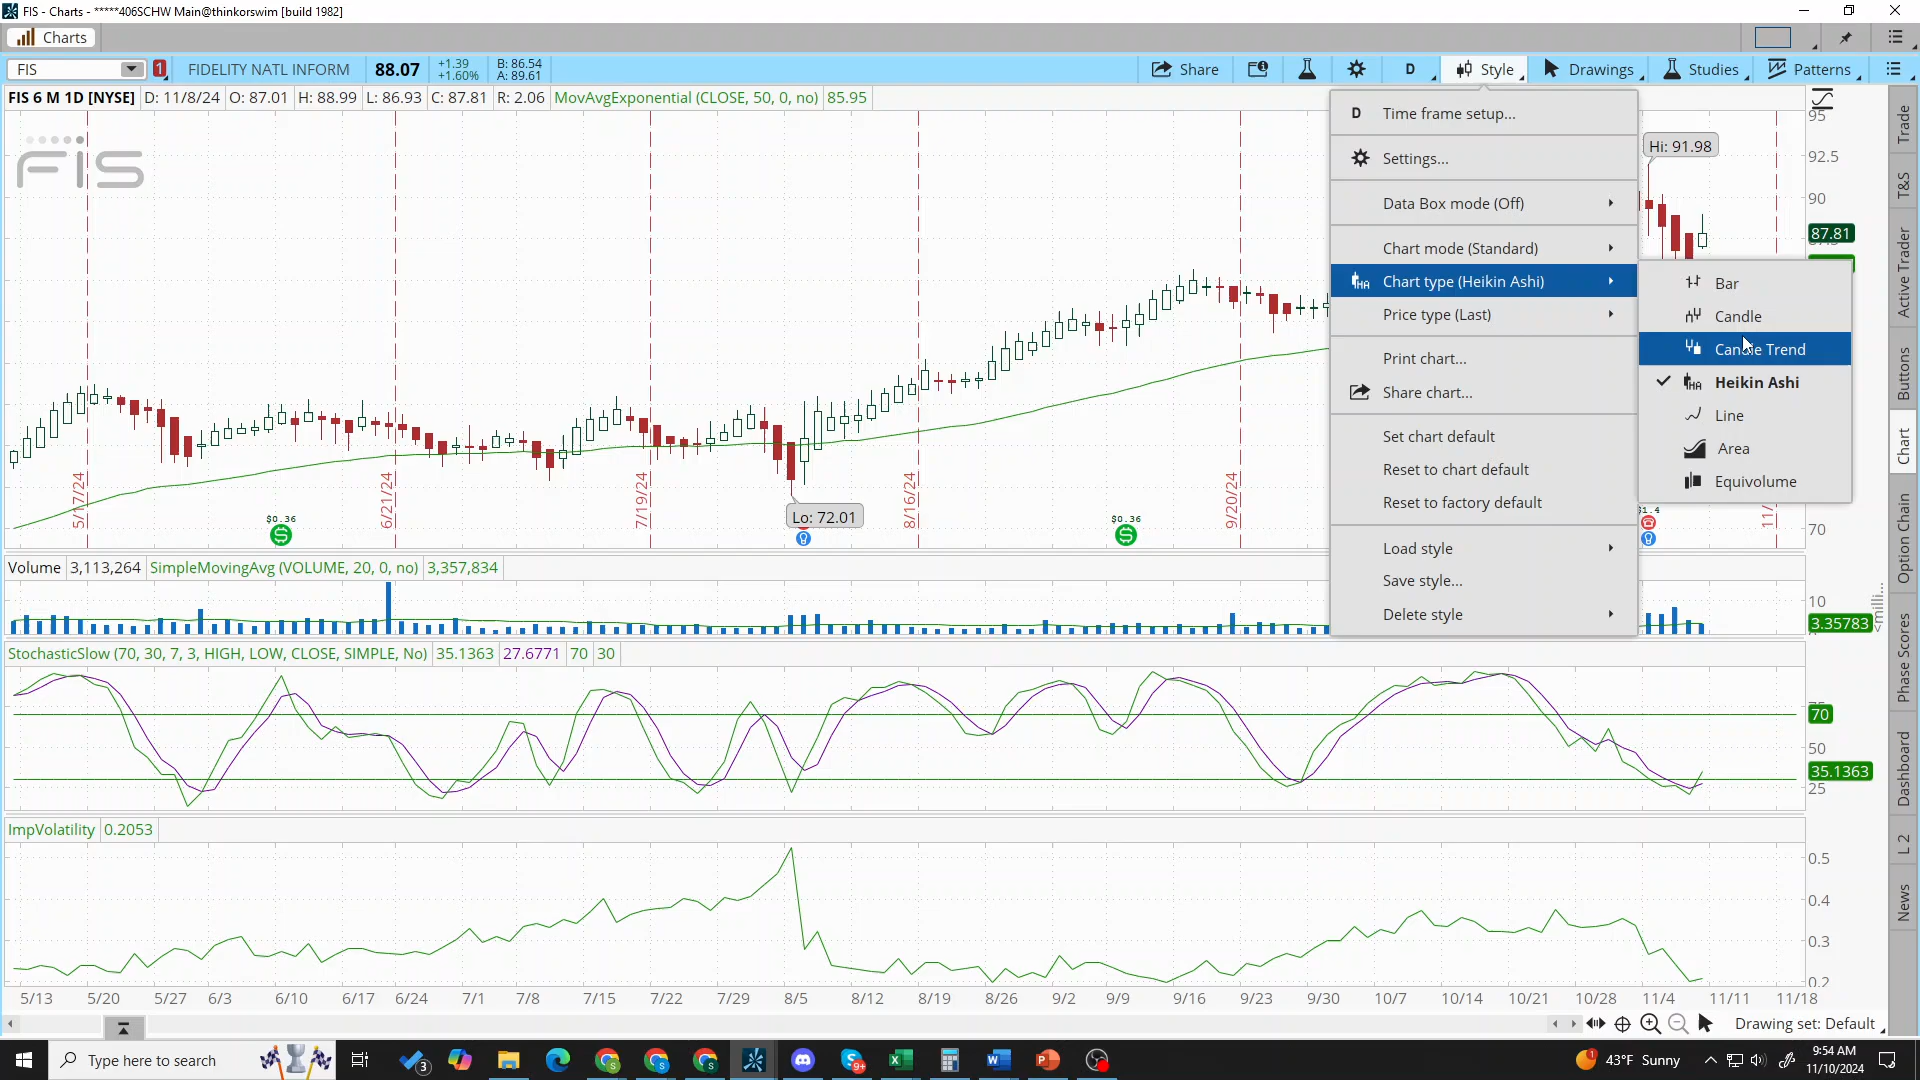 FIS - Charts - *****406SCHW Main@thinkorswim [build 1982]
Charts
FIS
1
FIDELITY NATL INFORM
88.07
+1.39
+1.60%
B: 86.54
A: 89.61
Share
D
Style
Drawings
Studies
Patterns
FIS 6 M 1D [NYSE] D: 11/8/24 O: 87.01 H: 88.99 L: 86.93 C: 87.81 R: 2.06 MovAvgExponential (CLOSE, 50, 0, no) 85.95
FIS
D Time frame setup...
Settings...
Data Box mode (Off)
Chart mode (Standard)
HA Chart type (Heikin Ashi)
Price type (Last)
Print chart...
Share chart...
Set chart default
Reset to chart default
Reset to factory default
Load style
Save style...
Delete style
Bar
Candle
Candle Trend
HA Heikin Ashi
Line
Area
Equivolume
Hi: 91.98
Lo: 72.01
95
92.5
90
87.81
70
5/17/24
6/21/24
7/19/24
8/16/24
9/20/24
11/
$0.36
$0.36
$1.4
Volume 3,113,264 SimpleMovingAvg (VOLUME, 20, 0, no) 3,357,834
10
3.35783
<milli...
StochasticSlow (70, 30, 7, 3, HIGH, LOW, CLOSE, SIMPLE, No) 35.1363 27.6771 70 30
70
50
35.1363
25
ImpVolatility 0.2053
0.5
0.4
0.3
0.2
5/13 5/20 5/27 6/3 6/10 6/17 6/24 7/1 7/8 7/15 7/22 7/29 8/5 8/12 8/19 8/26 9/2 9/9 9/16 9/23 9/30 10/7 10/14 10/21 10/28 11/4 11/11 11/18
Drawing set: Default
Trade
T&S
Active Trader
Buttons
Chart
Option Chain
Phase Scores
Dashboard
L 2
News
Type here to search
3
9+
1
43°F Sunny
9:54 AM
11/10/2024